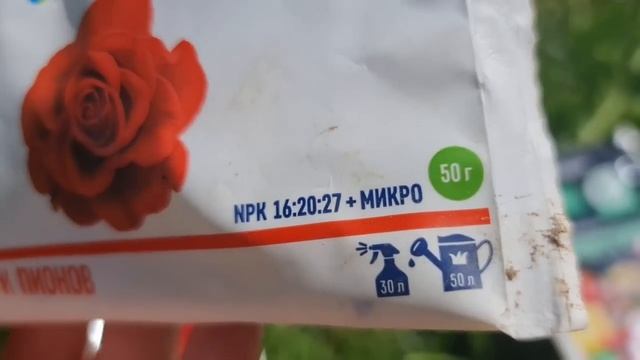 50 г
NPK 16:20:27 + МИКРО
30 л
50 л
и пионов